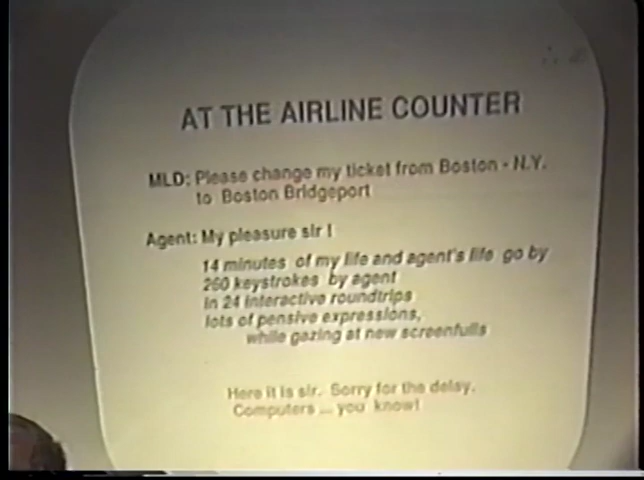 AT THE AIRLINE COUNTER
MLD: Please change my ticket from Boston - N.Y.
to Boston Bridgeport
Agent: My pleasure sir !
14 minutes of my life and agent's life go by
260 keystrokes by agent
in 24 interactive roundtrips
lots of pensive expressions,
while gazing at new screenfulls
Here it is sir. Sorry for the delay.
Computers ... you know!